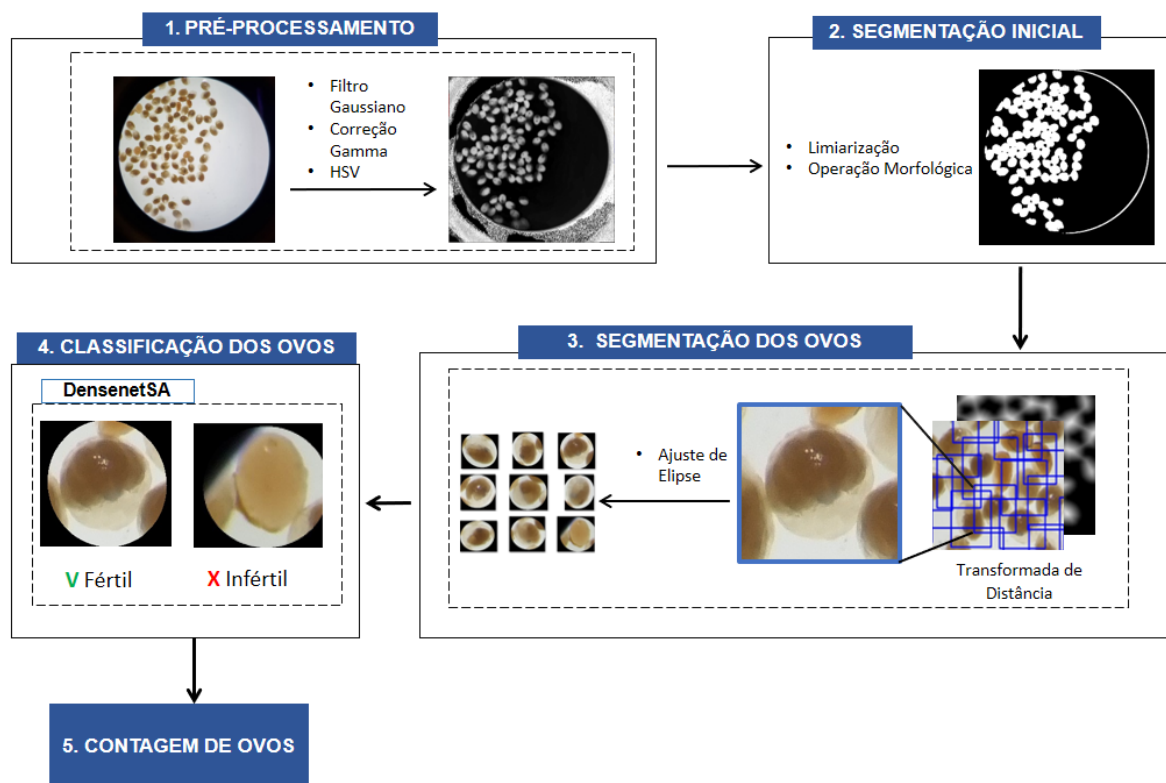 1. PRÉ-PROCESSAMENTO
• Filtro
Gaussiano
• Correção
Gamma
• HSV
2. SEGMENTAÇÃO INICIAL
• Limiarização
• Operação Morfológica
3. SEGMENTAÇÃO DOS OVOS
• Ajuste de
Elipse
Transformada de
Distância
4. CLASSIFICAÇÃO DOS OVOS
DensenetSA
V Fértil
X Infértil
5. CONTAGEM DE OVOS